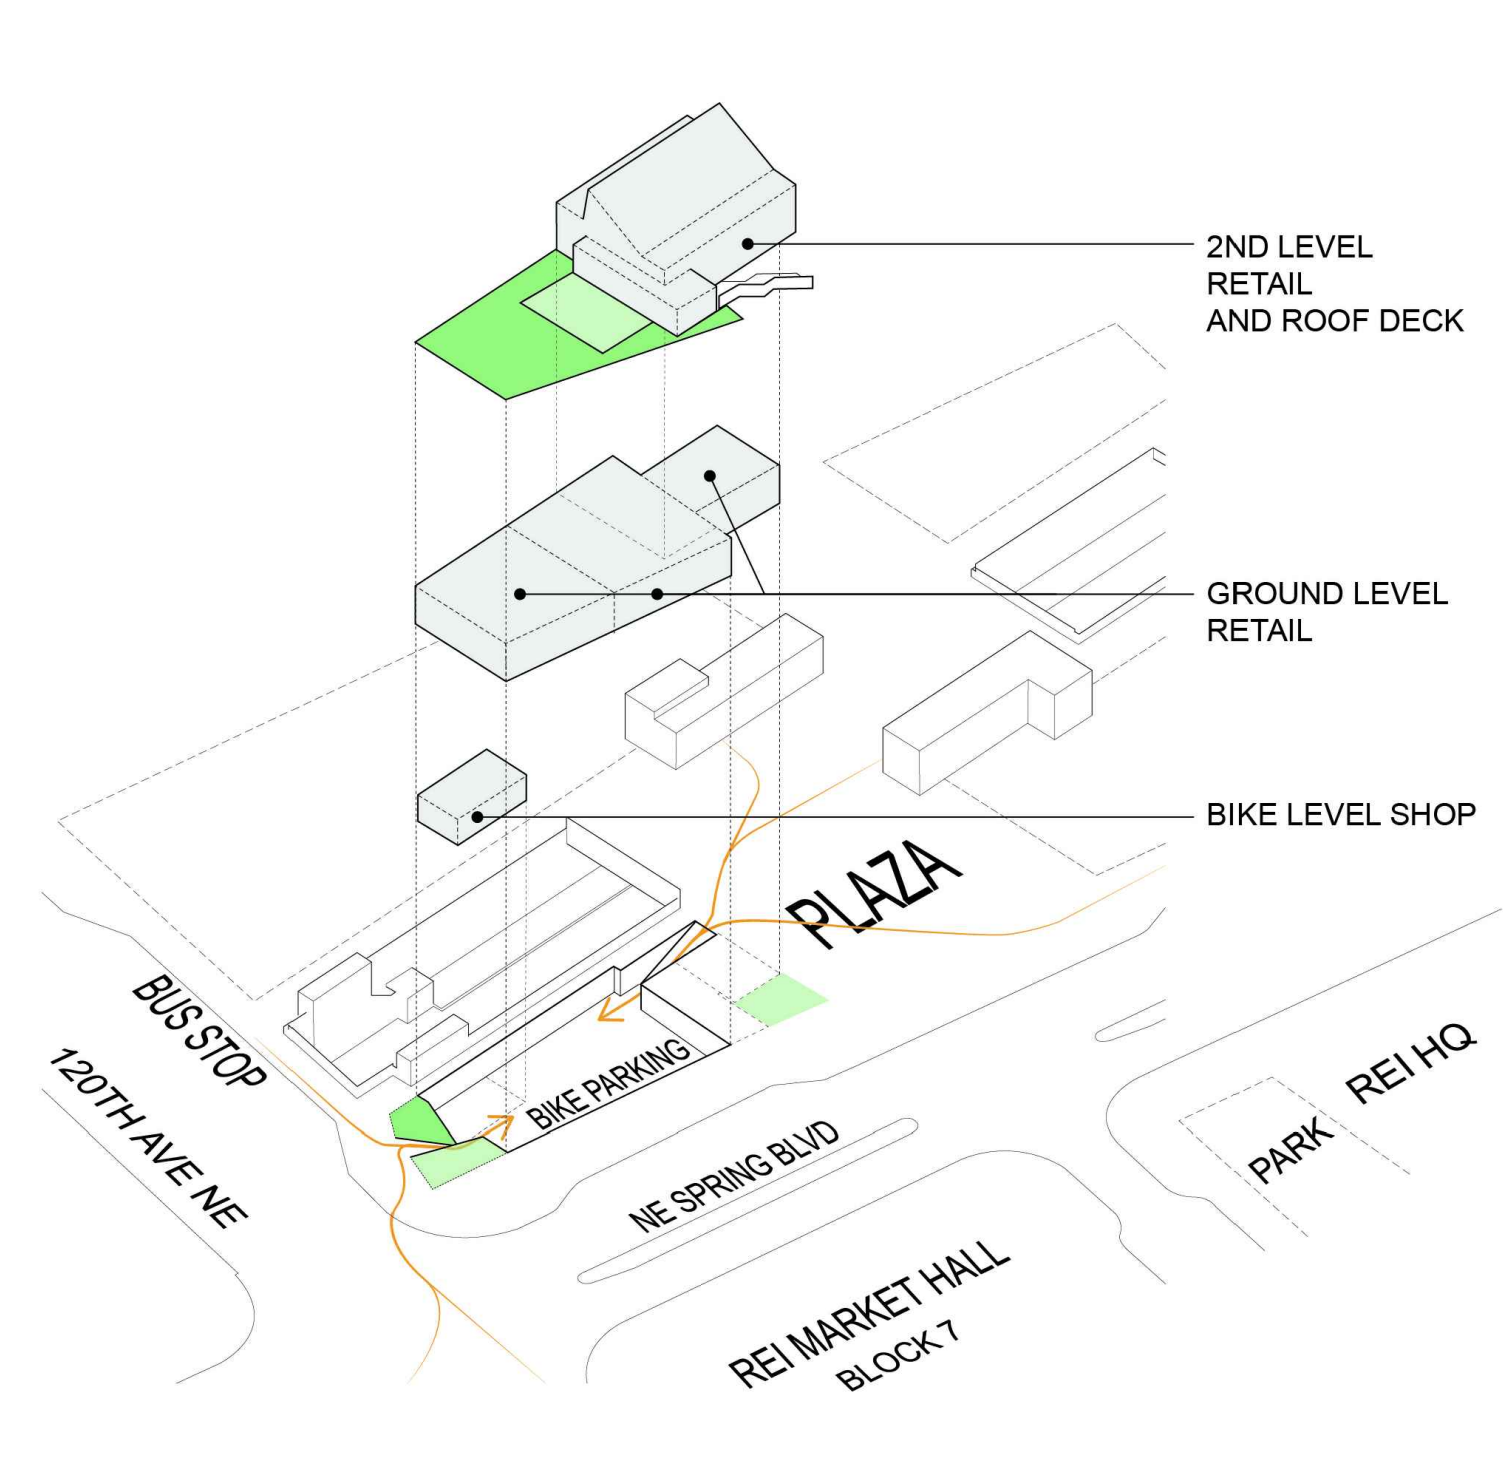 2ND LEVEL
RETAIL
AND ROOF DECK
GROUND LEVEL
RETAIL
BIKE LEVEL SHOP
PLAZA
BUS STOP
120TH AVE NE
BIKE PARKING
NE SPRING BLVD
REI HQ
PARK
REI MARKET HALL
BLOCK 7